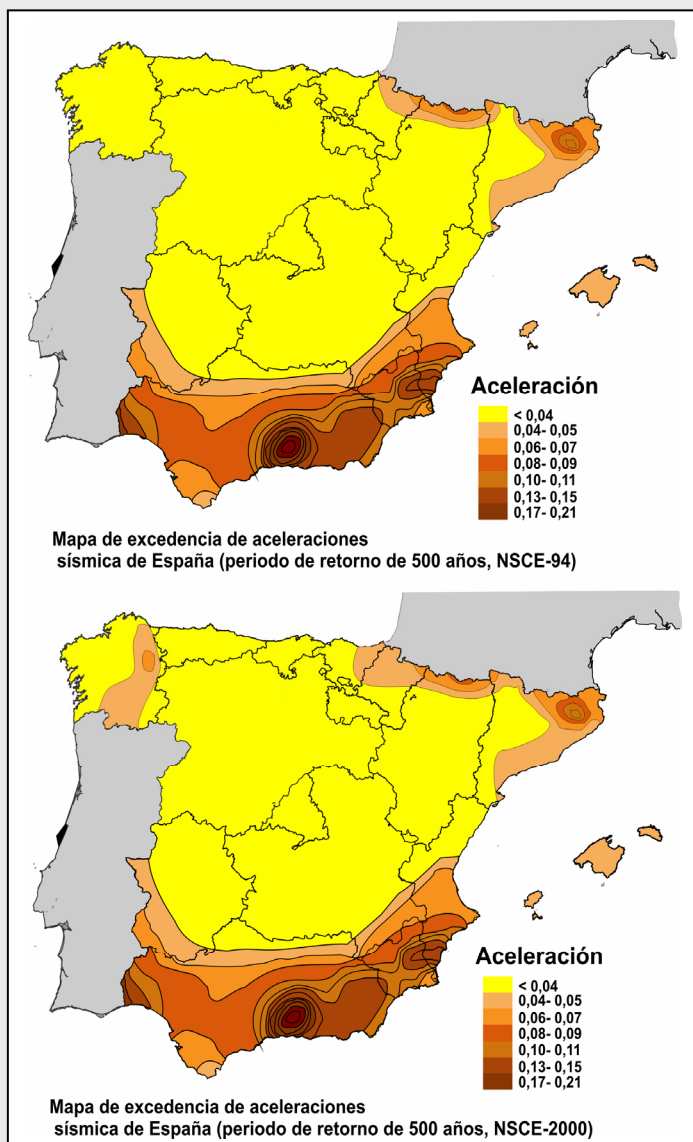 Aceleración
< 0,04
0,04- 0,05
0,06- 0,07
0,08- 0,09
0,10- 0,11
0,13- 0,15
0,17- 0,21
Mapa de excedencia de aceleraciones
sísmica de España (periodo de retorno de 500 años, NSCE-94)
Aceleración
< 0,04
0,04- 0,05
0,06- 0,07
0,08- 0,09
0,10- 0,11
0,13- 0,15
0,17- 0,21
Mapa de excedencia de aceleraciones
sísmica de España (periodo de retorno de 500 años, NSCE-2000)